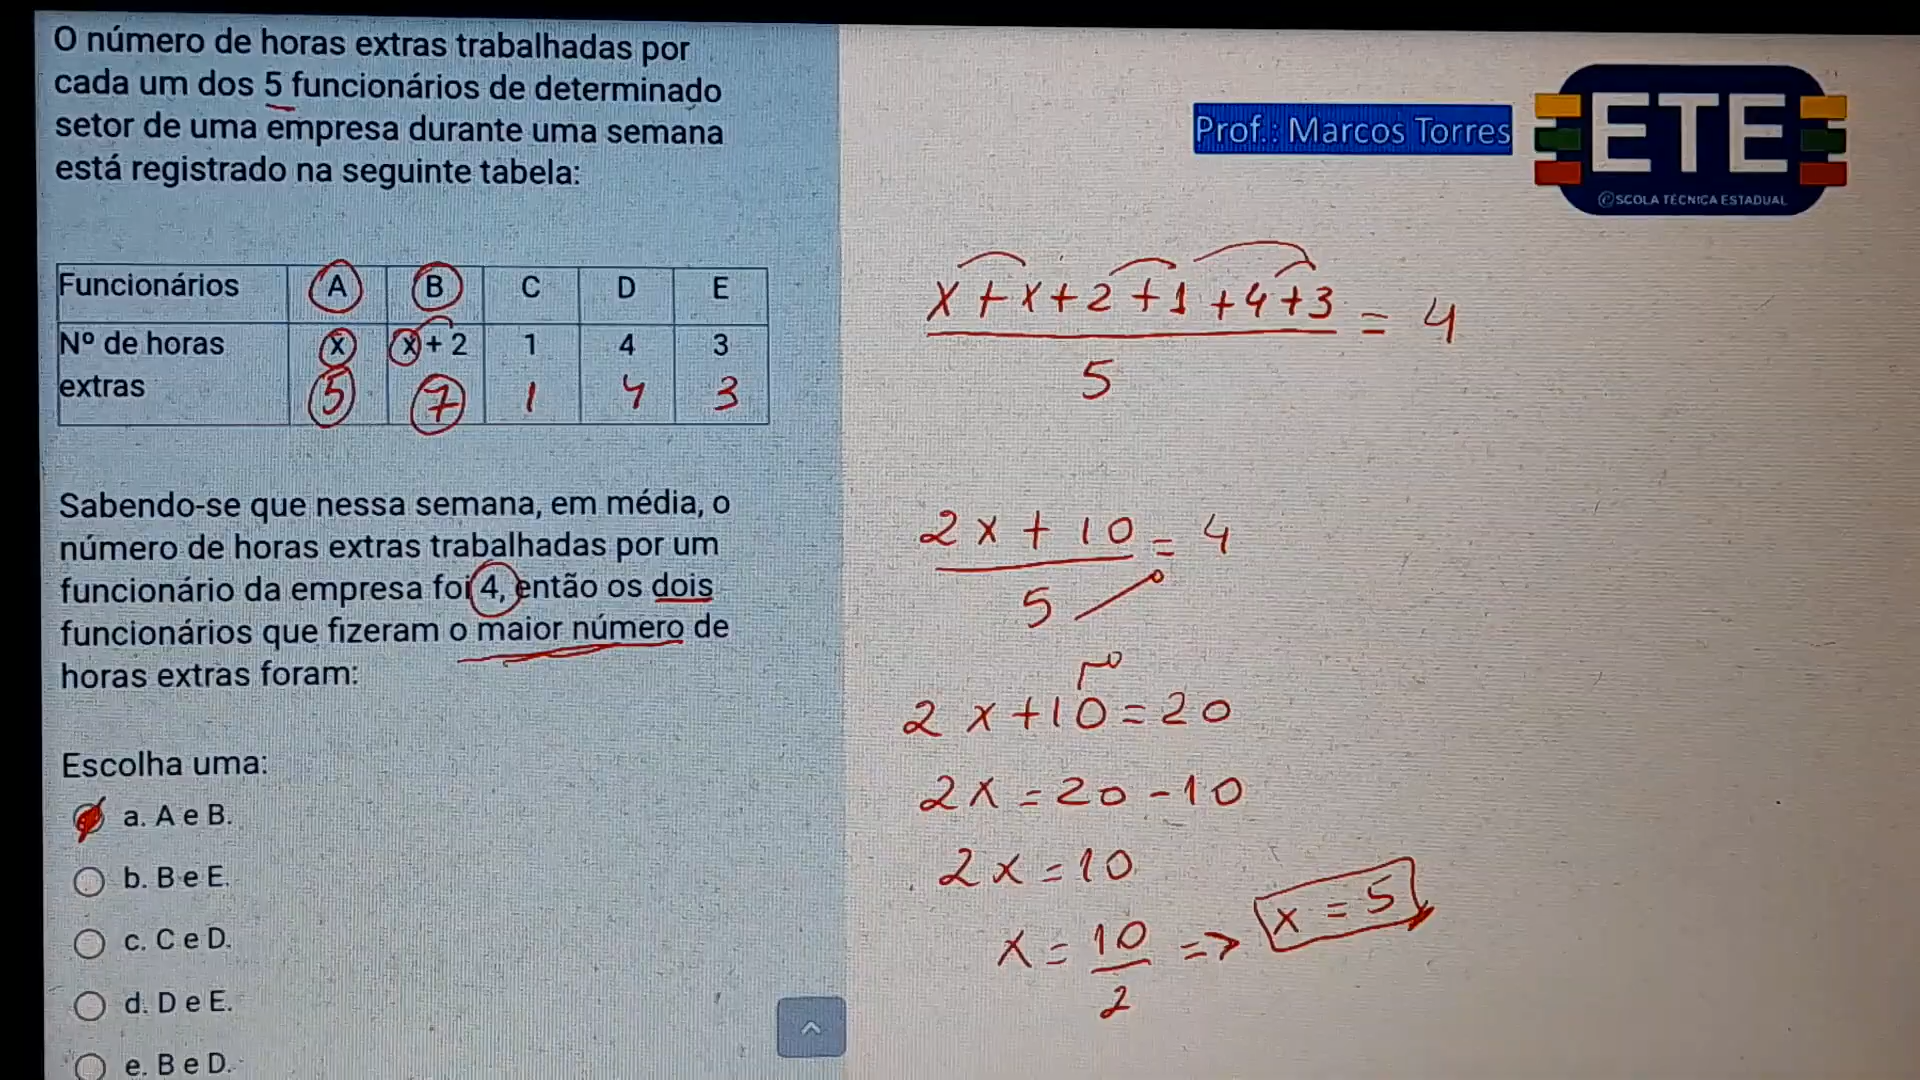 O número de horas extras trabalhadas por
cada um dos 5 funcionários de determinado
setor de uma empresa durante uma semana
está registrado na seguinte tabela:
Funcionários A B C D E
Nº de horas extras x x + 2 1 4 3
5 7 1 4 3
Sabendo-se que nessa semana, em média, o
número de horas extras trabalhadas por um
funcionário da empresa foi 4, então os dois
funcionários que fizeram o maior número de
horas extras foram:
Escolha uma:
a. A e B.
b. B e E.
c. C e D.
d. D e E.
e. B e D.
Prof.: Marcos Torres
ETE
©SCOLA TÉCNICA ESTADUAL
x + x + 2 + 1 + 4 + 3 = 4
5
2x + 10 = 4
5
2x + 10 = 20
2x = 20 - 10
2x = 10
x = 10 => x = 5
2